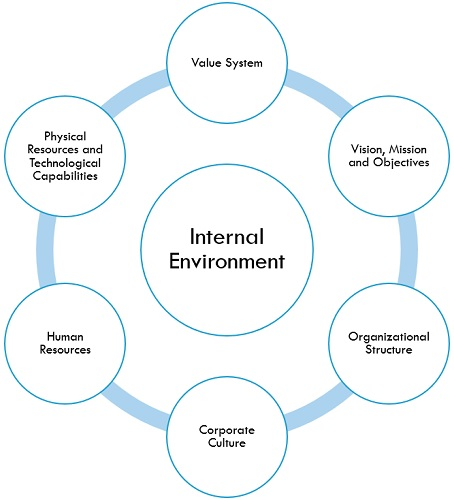 Value System
Physical
Resources and
Technological
Capabilities
Vision, Mission
and Objectives
Internal
Environment
Human
Resources
Organizational
Structure
Corporate
Culture